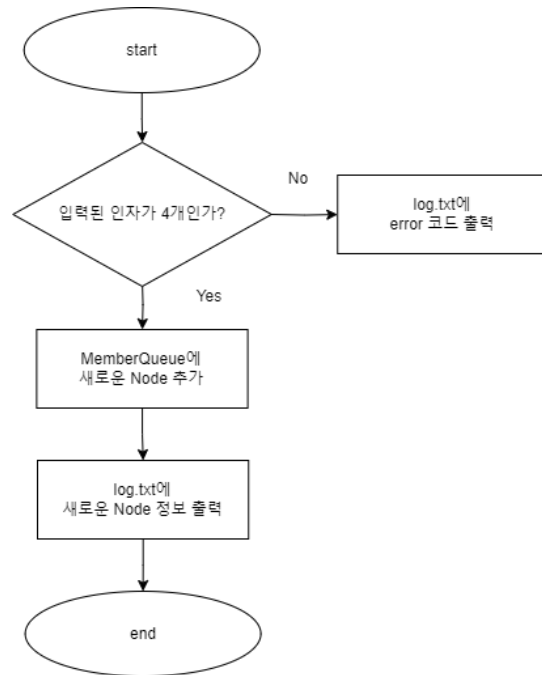 start
입력된 인자가 4개인가?
No
log.txt에
error 코드 출력
Yes
MemberQueue에
새로운 Node 추가
log.txt에
새로운 Node 정보 출력
end